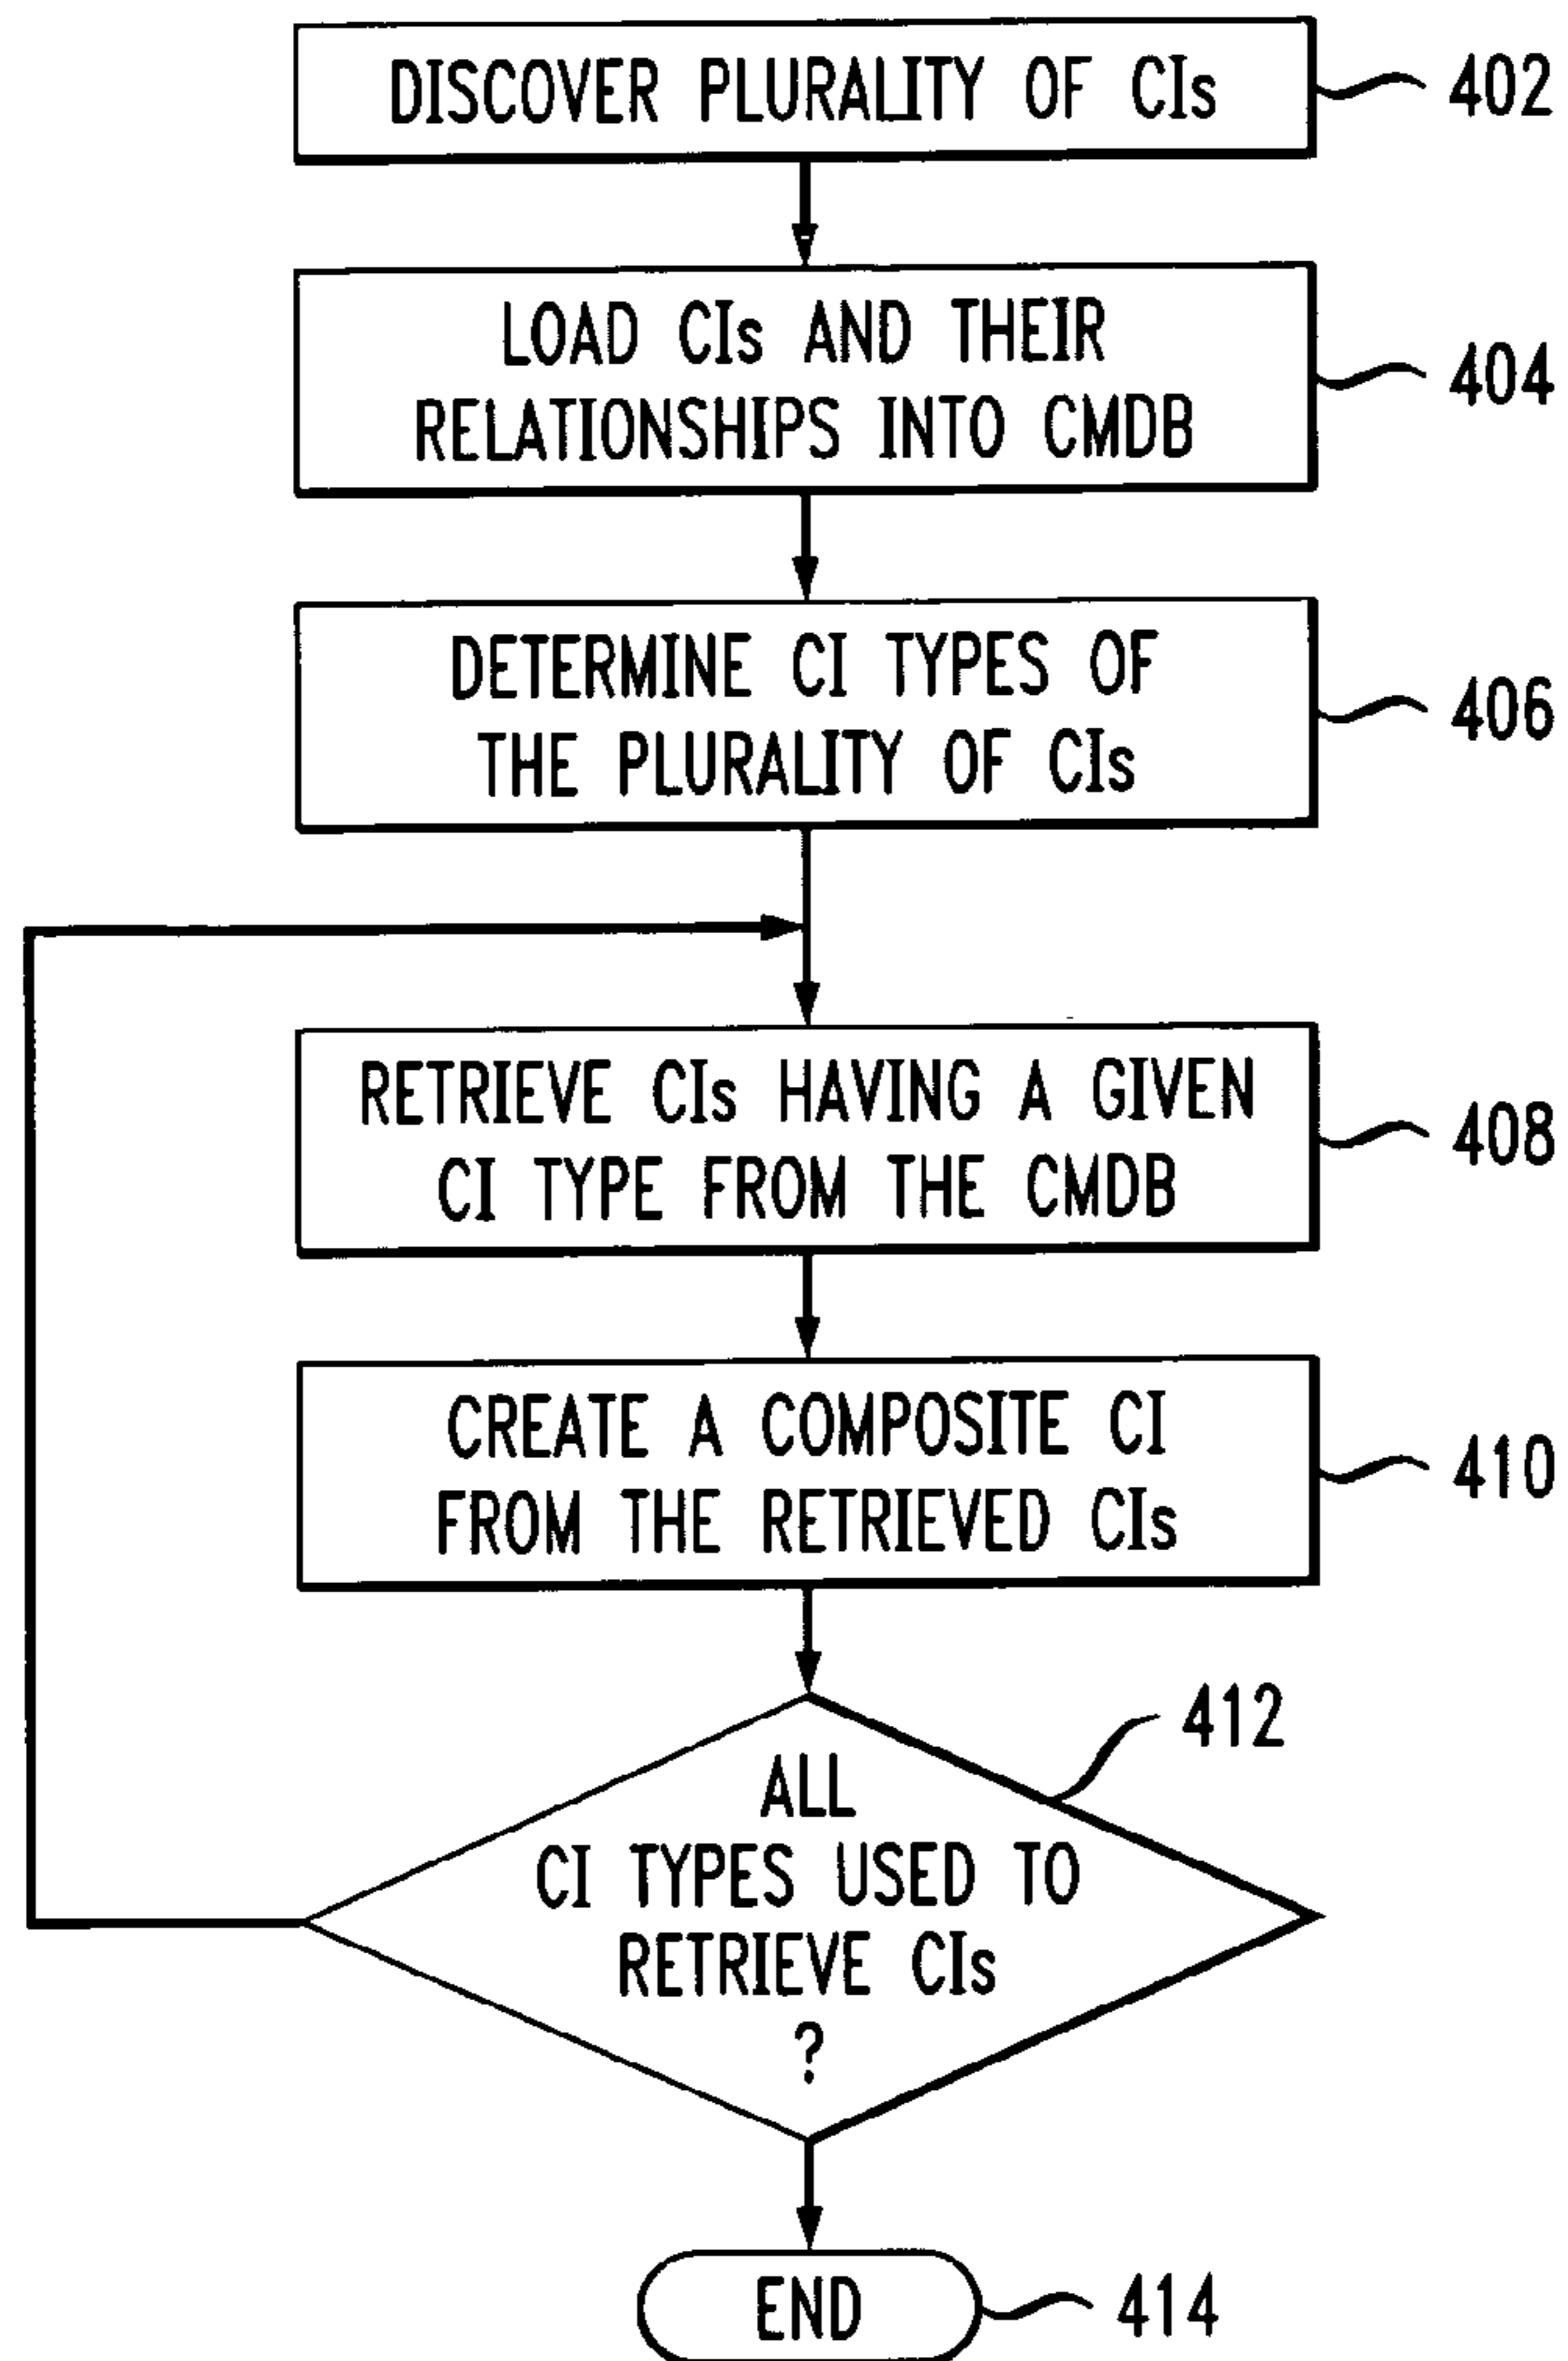 DISCOVER PLURALITY OF CIs
402
LOAD CIs AND THEIR
RELATIONSHIPS INTO CMDB
404
DETERMINE CI TYPES OF
THE PLURALITY OF CIs
406
RETRIEVE CIs HAVING A GIVEN
CI TYPE FROM THE CMDB
408
CREATE A COMPOSITE CI
FROM THE RETRIEVED CIs
410
412
ALL
CI TYPES USED TO
RETRIEVE CIs
?
END
414